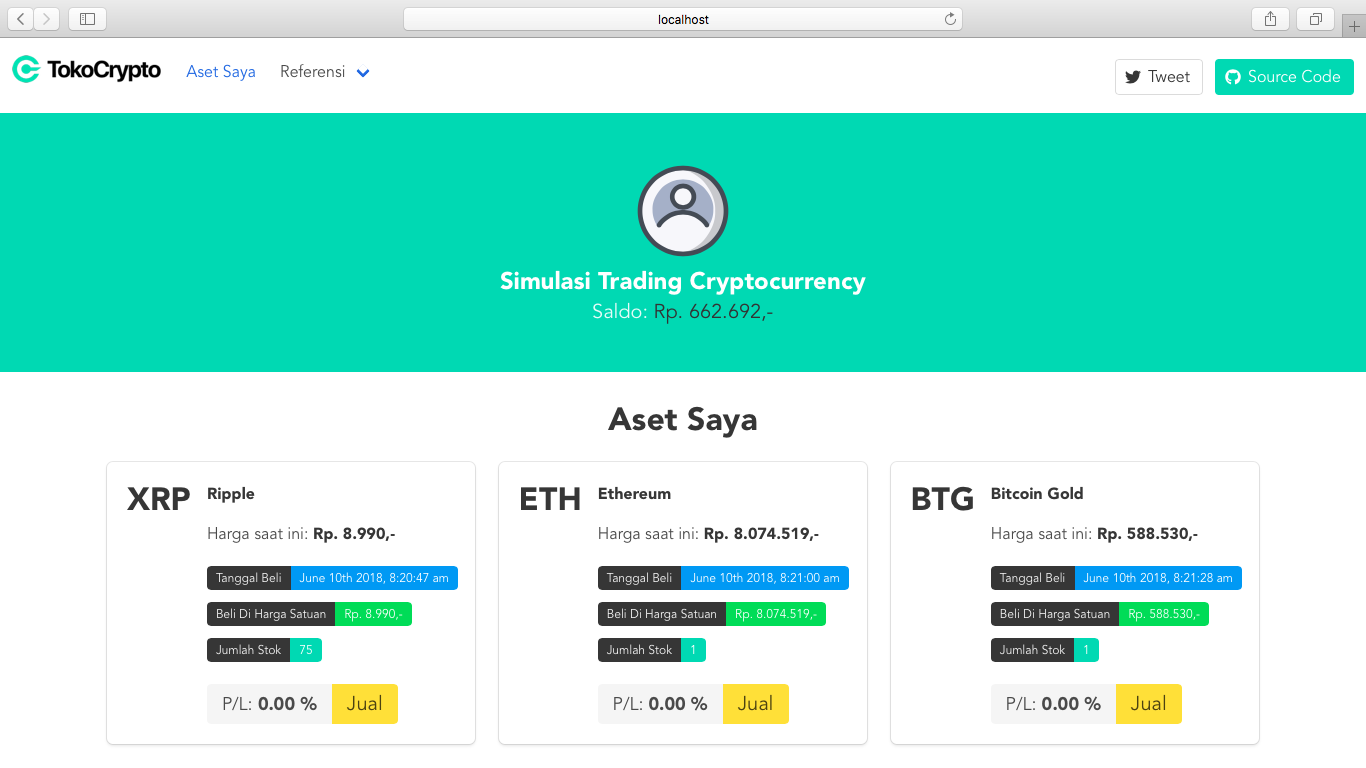 localhost
TokoCrypto Aset Saya Referensi Tweet Source Code
Simulasi Trading Cryptocurrency
Saldo: Rp. 662.692,-
Aset Saya
XRP Ripple
Harga saat ini: Rp. 8.990,-
Tanggal Beli June 10th 2018, 8:20:47 am
Beli Di Harga Satuan Rp. 8.990,-
Jumlah Stok 75
P/L: 0.00 % Jual
ETH Ethereum
Harga saat ini: Rp. 8.074.519,-
Tanggal Beli June 10th 2018, 8:21:00 am
Beli Di Harga Satuan Rp. 8.074.519,-
Jumlah Stok 1
P/L: 0.00 % Jual
BTG Bitcoin Gold
Harga saat ini: Rp. 588.530,-
Tanggal Beli June 10th 2018, 8:21:28 am
Beli Di Harga Satuan Rp. 588.530,-
Jumlah Stok 1
P/L: 0.00 % Jual